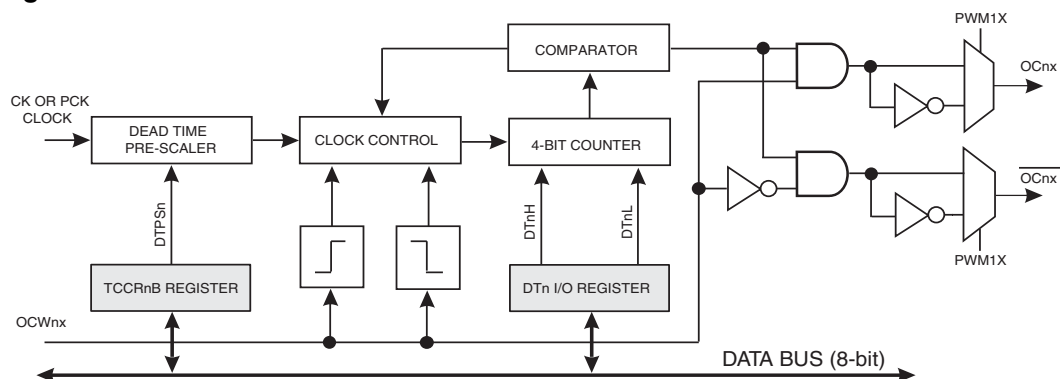 PWM1X
COMPARATOR
OCnx
CK OR PCK
CLOCK
DEAD TIME
PRE-SCALER
CLOCK CONTROL
4-BIT COUNTER
OCnx
DTPSn
DTnH
DTnL
PWM1X
TCCRnB REGISTER
DTn I/O REGISTER
OCWnx
DATA BUS (8-bit)